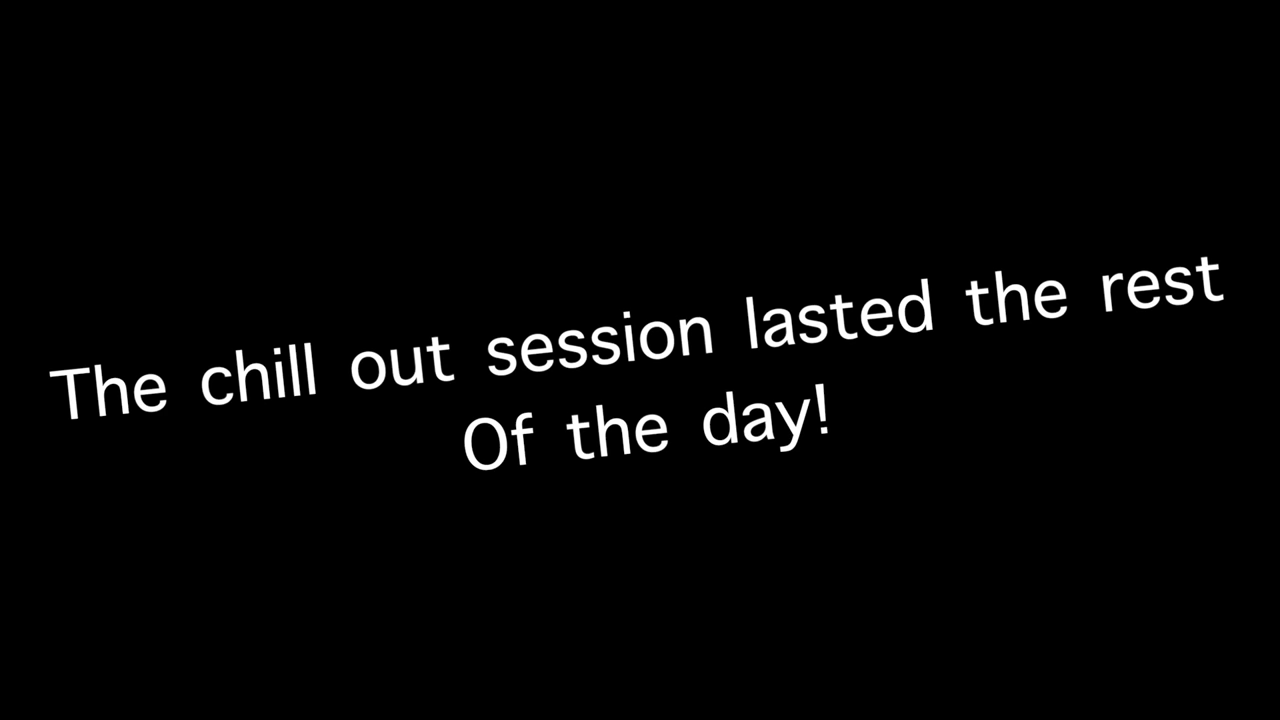 The chill out session lasted the rest
Of the day!